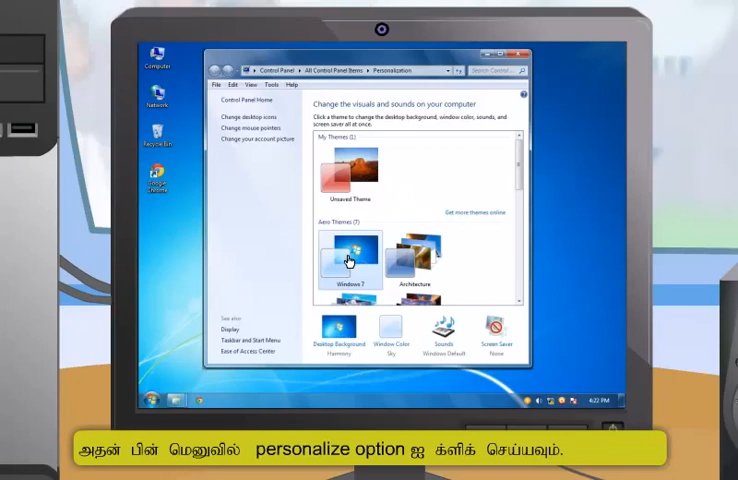 Computer
Network
Recycle Bin
Google Chrome
Control Panel ▸ All Control Panel Items ▸ Personalization
Search Control...
File Edit View Tools Help
Control Panel Home
Change desktop icons
Change mouse pointers
Change your account picture
Change the visuals and sounds on your computer
Click a theme to change the desktop background, window color, sounds, and
screen saver all at once.
My Themes (1)
Unsaved Theme
Get more themes online
Aero Themes (7)
Windows 7
Architecture
See also
Display
Taskbar and Start Menu
Ease of Access Center
Desktop Background
Harmony
Window Color
Sky
Sounds
Windows Default
Screen Saver
None
4:22 PM
அதன் பின் மெனுவில் personalize option ஐ க்ளிக் செய்யவும்.